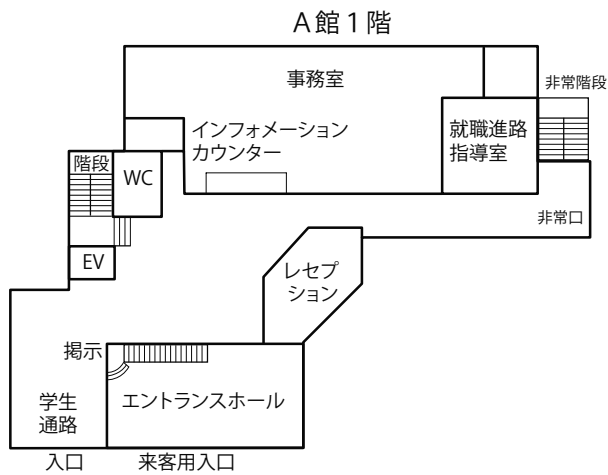 A館1階
事務室
非常階段
インフォメーション
カウンター
就職進路
指導室
階段
WC
非常口
EV
レセプ
ション
掲示
学生
通路
エントランスホール
入口
来客用入口